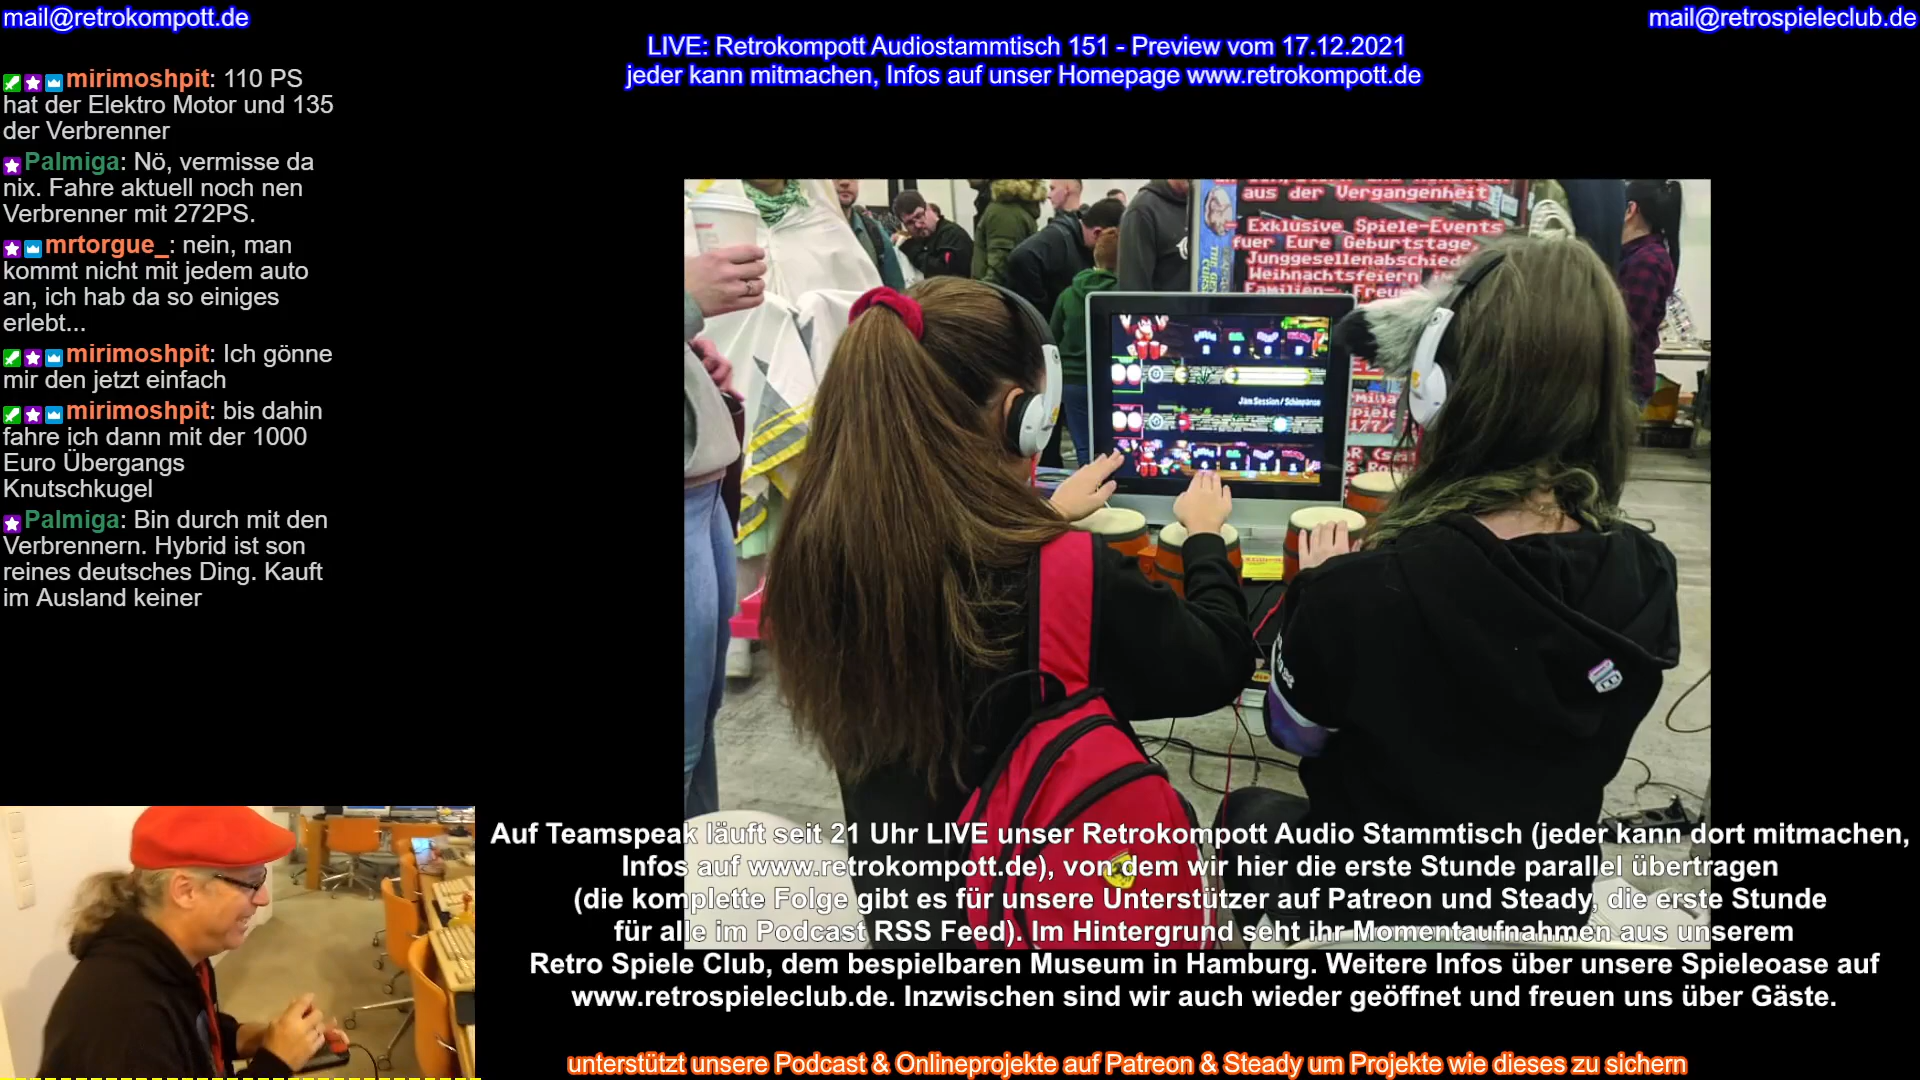 mail@retrokompott.de
mail@retrospieleclub.de
LIVE: Retrokompott Audiostammtisch 151 - Preview vom 17.12.2021
jeder kann mitmachen, Infos auf unser Homepage www.retrokompott.de
mirimoshpit: 110 PS
hat der Elektro Motor und 135
der Verbrenner
Palmiga: Nö, vermisse da
nix. Fahre aktuell noch nen
Verbrenner mit 272PS.
mrtorgue_: nein, man
kommt nicht mit jedem auto
an, ich hab da so einiges
erlebt...
mirimoshpit: Ich gönne
mir den jetzt einfach
mirimoshpit: bis dahin
fahre ich dann mit der 1000
Euro Übergangs
Knutschkugel
Palmiga: Bin durch mit den
Verbrennern. Hybrid ist son
reines deutsches Ding. Kauft
im Ausland keiner
aus der Vergangenheit
Exklusive Spiele-Events
fuer Eure Geburtstage,
Junggesellenabschied
Weihnachtsfeiern
Familien-
Jam Session / Schimpanse
Auf Teamspeak läuft seit 21 Uhr LIVE unser Retrokompott Audio Stammtisch (jeder kann dort mitmachen,
Infos auf www.retrokompott.de), von dem wir hier die erste Stunde parallel übertragen
(die komplette Folge gibt es für unsere Unterstützer auf Patreon und Steady, die erste Stunde
für alle im Podcast RSS Feed). Im Hintergrund seht ihr Momentaufnahmen aus unserem
Retro Spiele Club, dem bespielbaren Museum in Hamburg. Weitere Infos über unsere Spieleoase auf
www.retrospieleclub.de. Inzwischen sind wir auch wieder geöffnet und freuen uns über Gäste.
unterstützt unsere Podcast & Onlineprojekte auf Patreon & Steady um Projekte wie dieses zu sichern